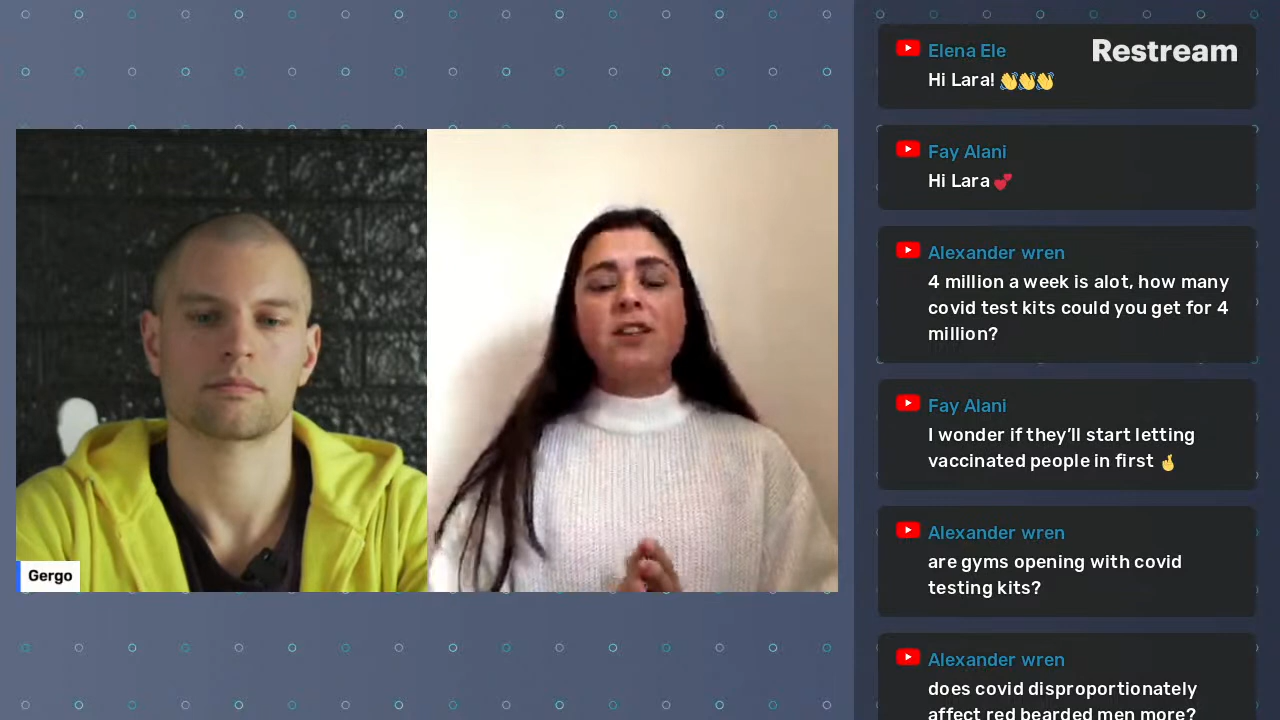 Elena Ele
Restream
Hi Lara! 👋👋👋
Fay Alani
Hi Lara 💕
Alexander wren
4 million a week is alot, how many
covid test kits could you get for 4
million?
Fay Alani
I wonder if they’ll start letting
vaccinated people in first 🤞
Alexander wren
are gyms opening with covid
testing kits?
Gergo
Alexander wren
does covid disproportionately
affect red bearded men more?